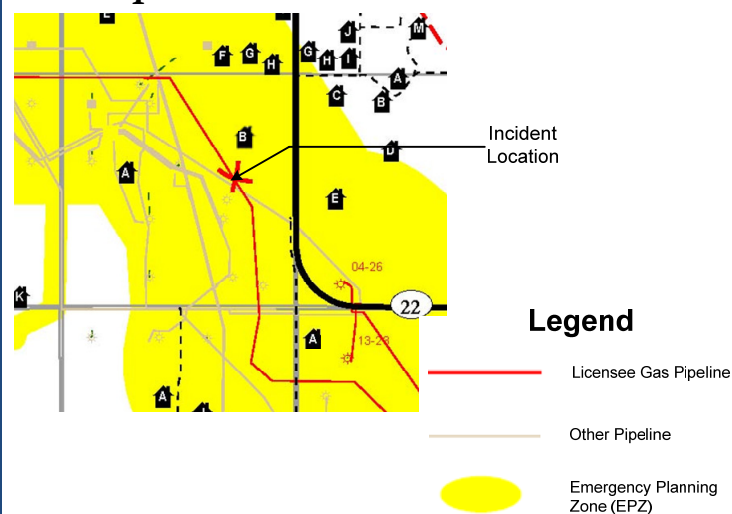 J
M
F
G
H
G
H
I
A
C
B
B
D
Incident
Location
A
E
04-26
K
22
Legend
A
13-23
Licensee Gas Pipeline
A
Other Pipeline
Emergency Planning
Zone (EPZ)